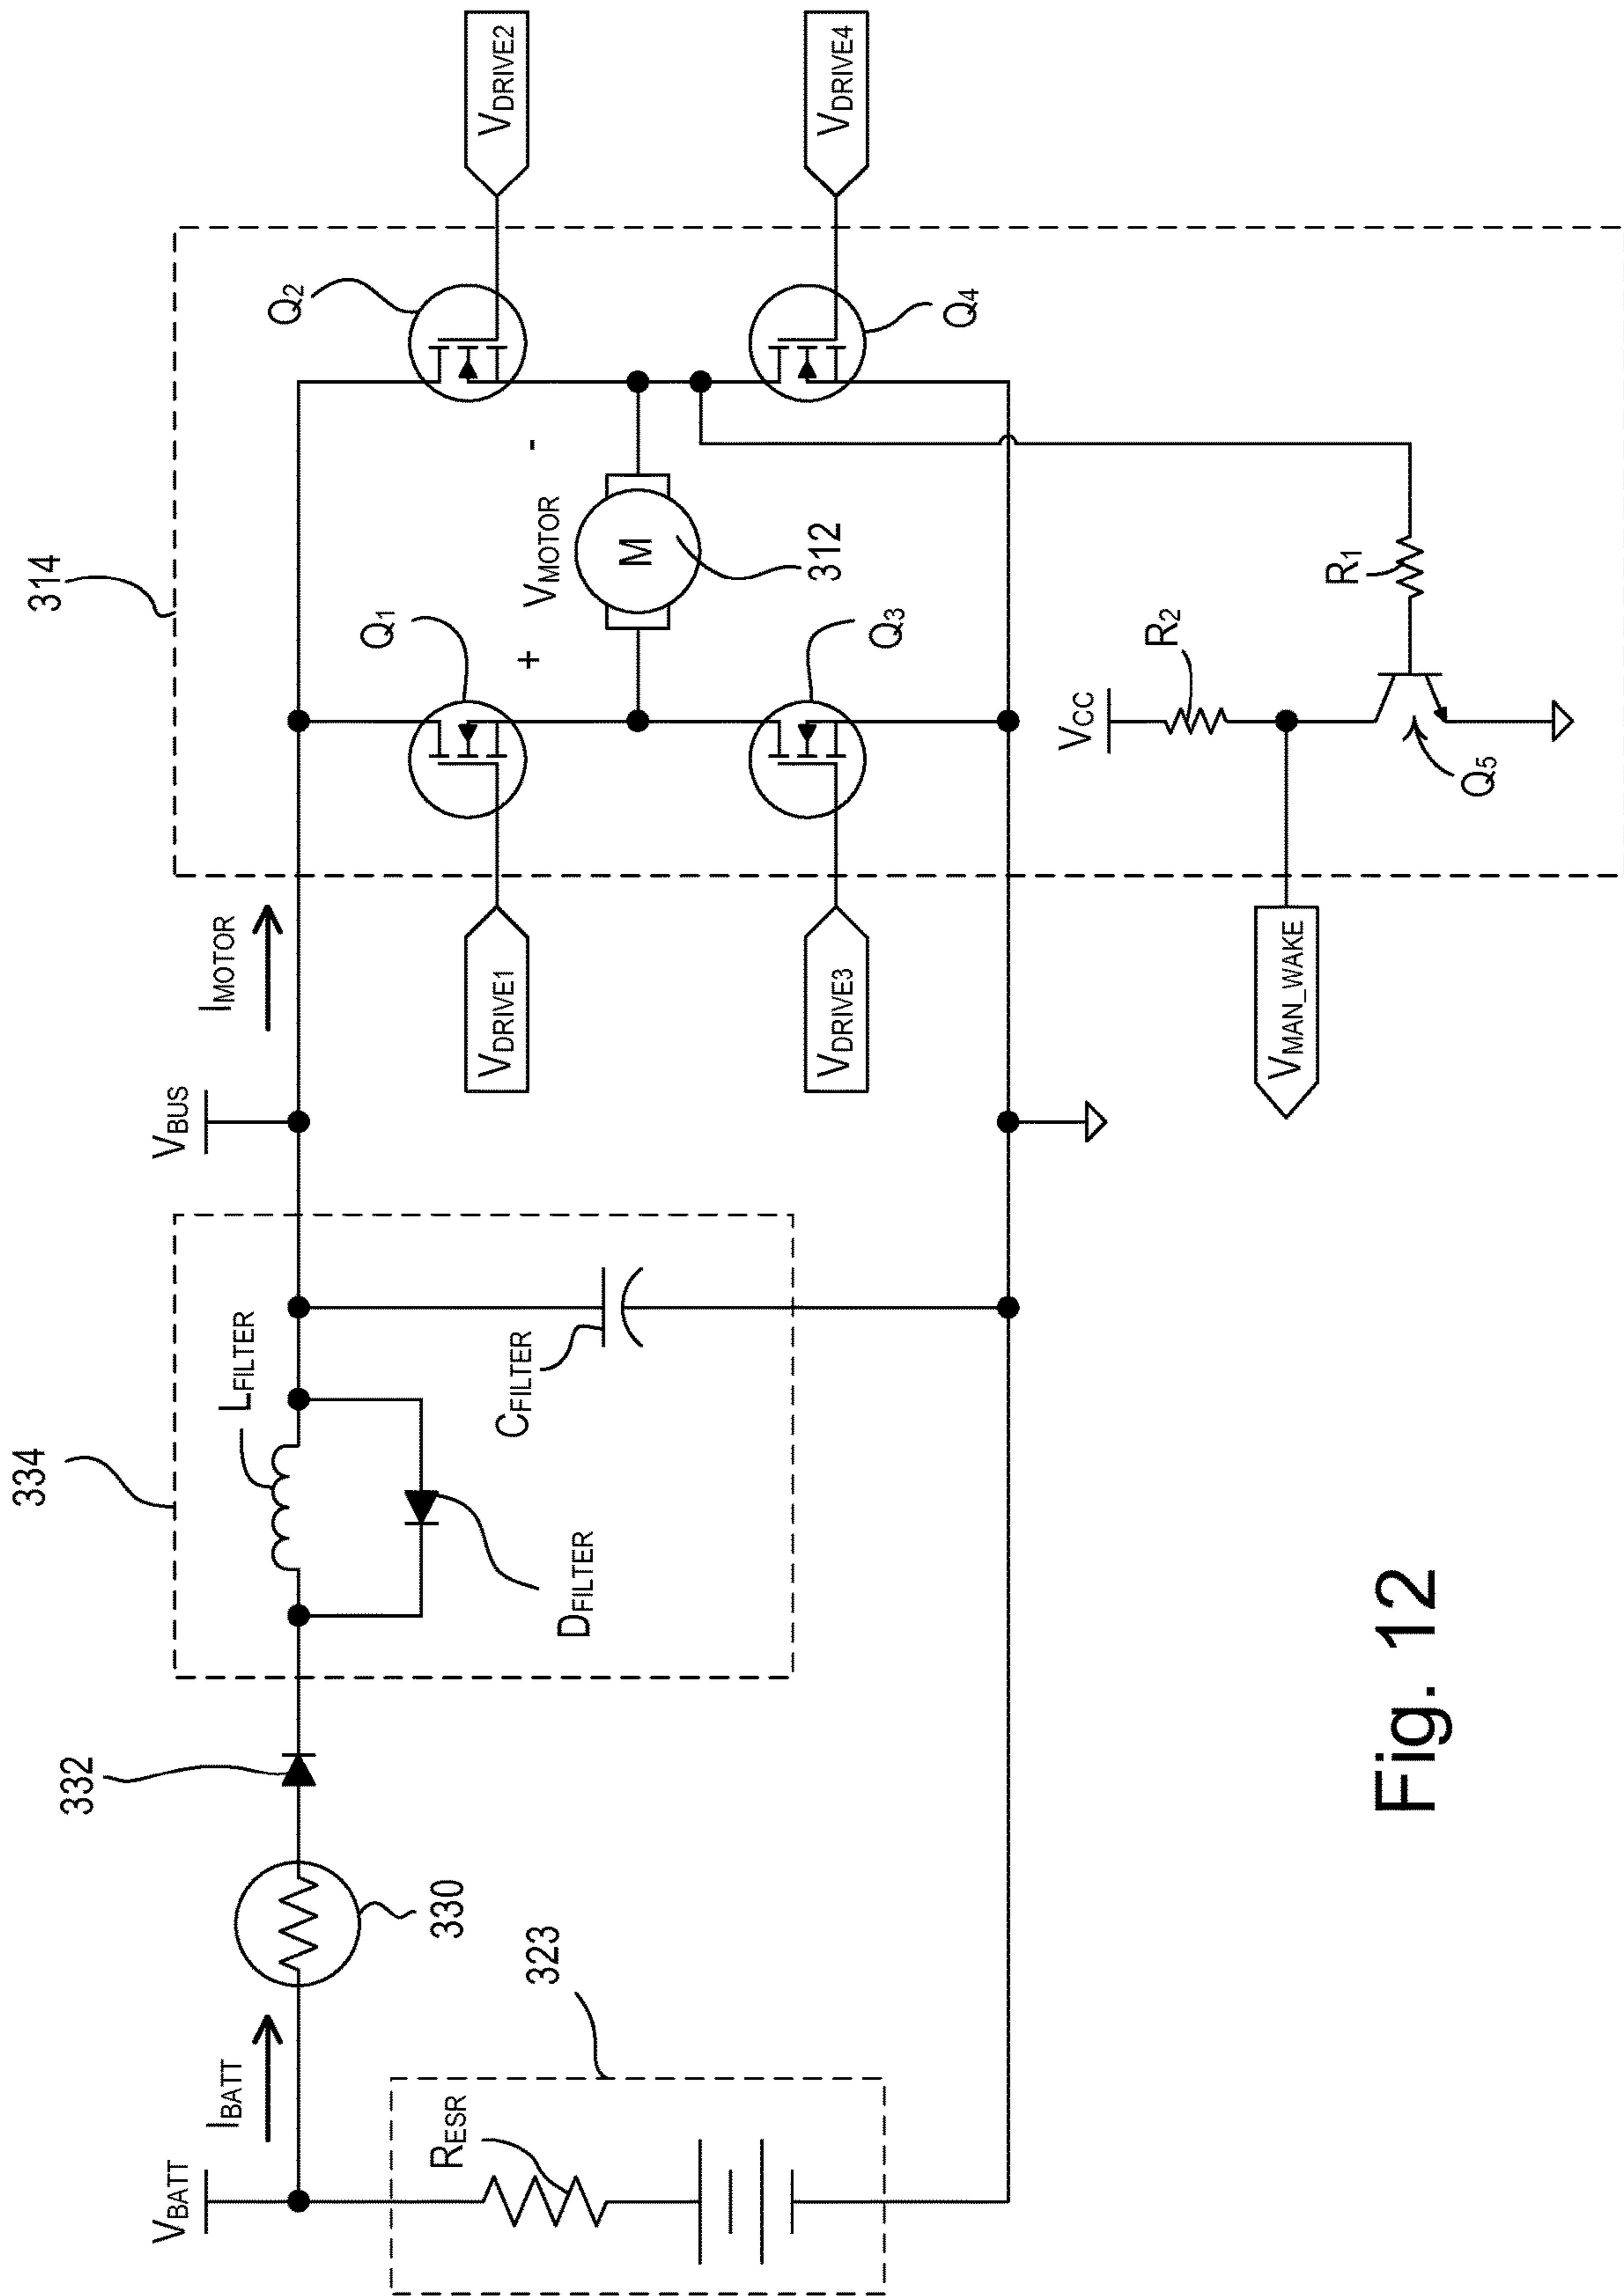 334
314
VBATT
IBATT
330
332
LFILTER
DFILTER
CFILTER
VBUS
IMOTOR
323
RESR
Q1
Q2
+ VMOTOR -
M
312
Q3
Q4
VDRIVE1
VDRIVE2
VDRIVE3
VDRIVE4
VCC
R2
R1
Q5
VMAN_WAKE
Fig. 12